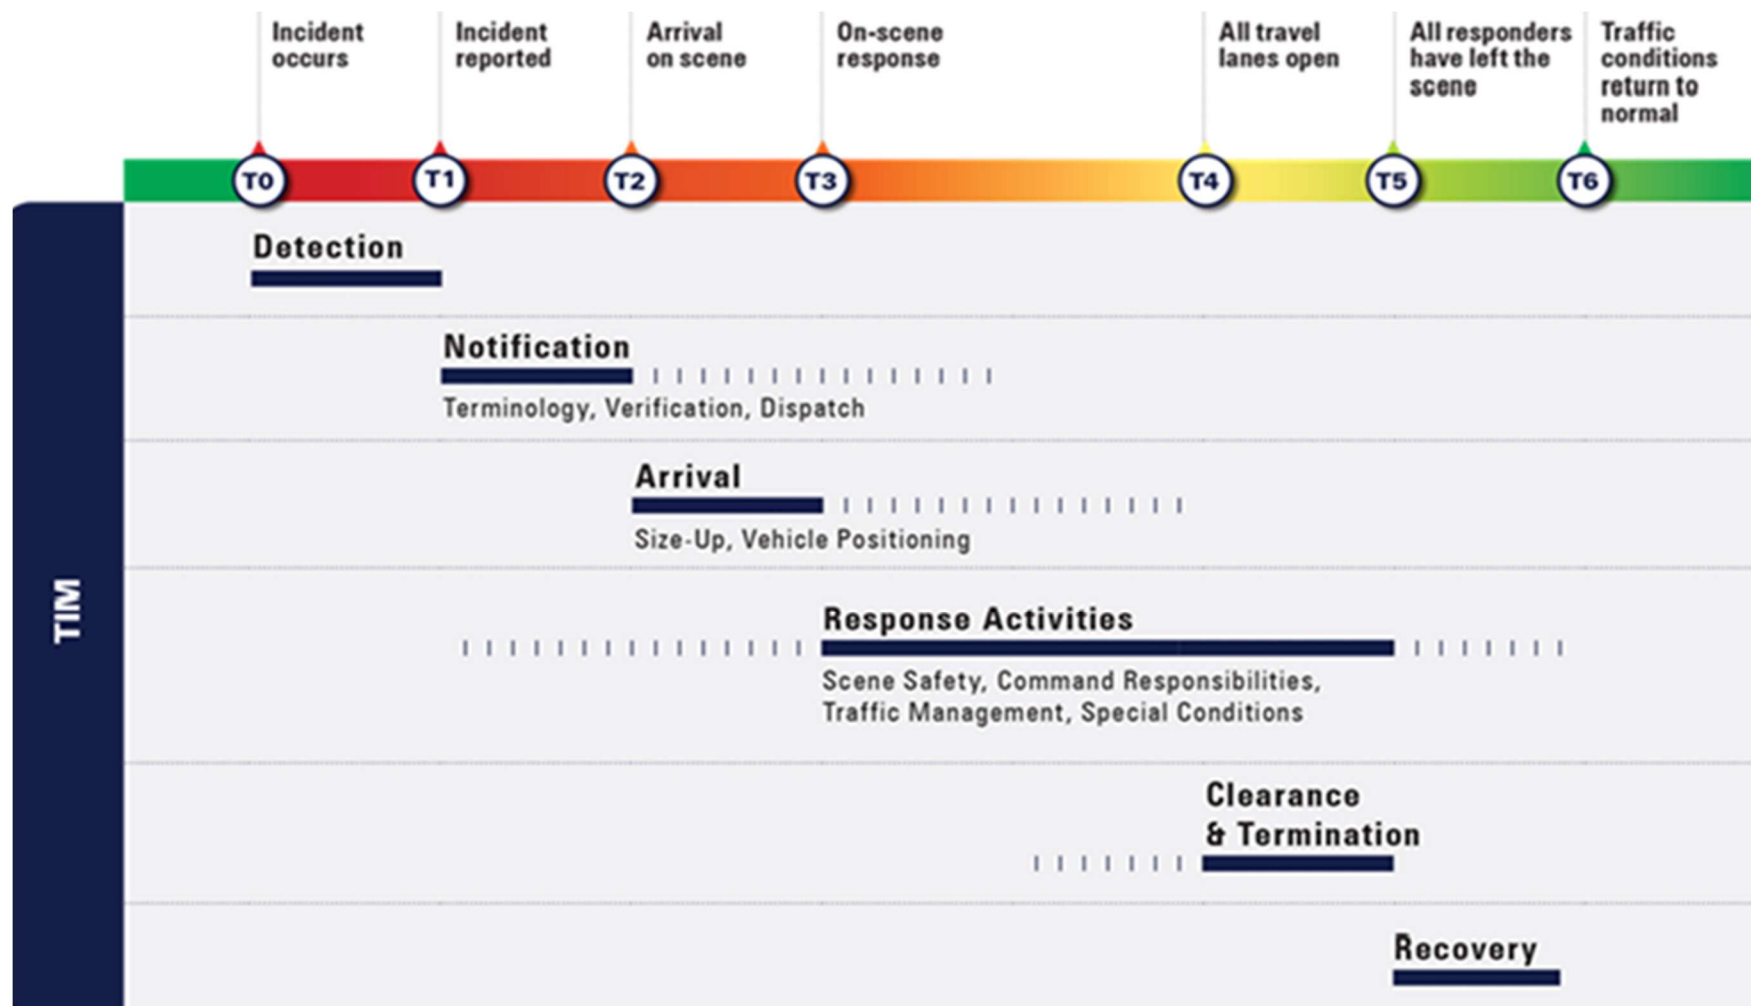 Incident
occurs
Incident
reported
Arrival
on scene
On-scene
response
All travel
lanes open
All responders
have left the
scene
Traffic
conditions
return to
normal
T0
T1
T2
T3
T4
T5
T6
TIM
Detection
Notification
Terminology, Verification, Dispatch
Arrival
Size-Up, Vehicle Positioning
Response Activities
Scene Safety, Command Responsibilities,
Traffic Management, Special Conditions
Clearance
& Termination
Recovery